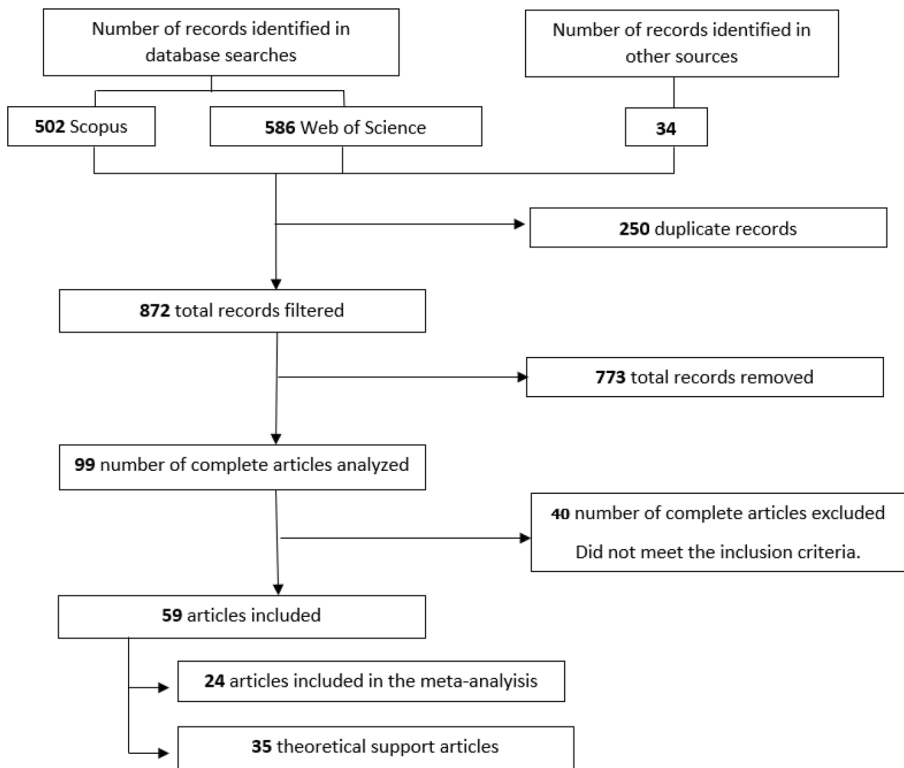 Number of records identified in
database searches
Number of records identified in
other sources
502 Scopus
586 Web of Science
34
250 duplicate records
872 total records filtered
773 total records removed
99 number of complete articles analyzed
40 number of complete articles excluded
Did not meet the inclusion criteria.
59 articles included
24 articles included in the meta-analyisis
35 theoretical support articles